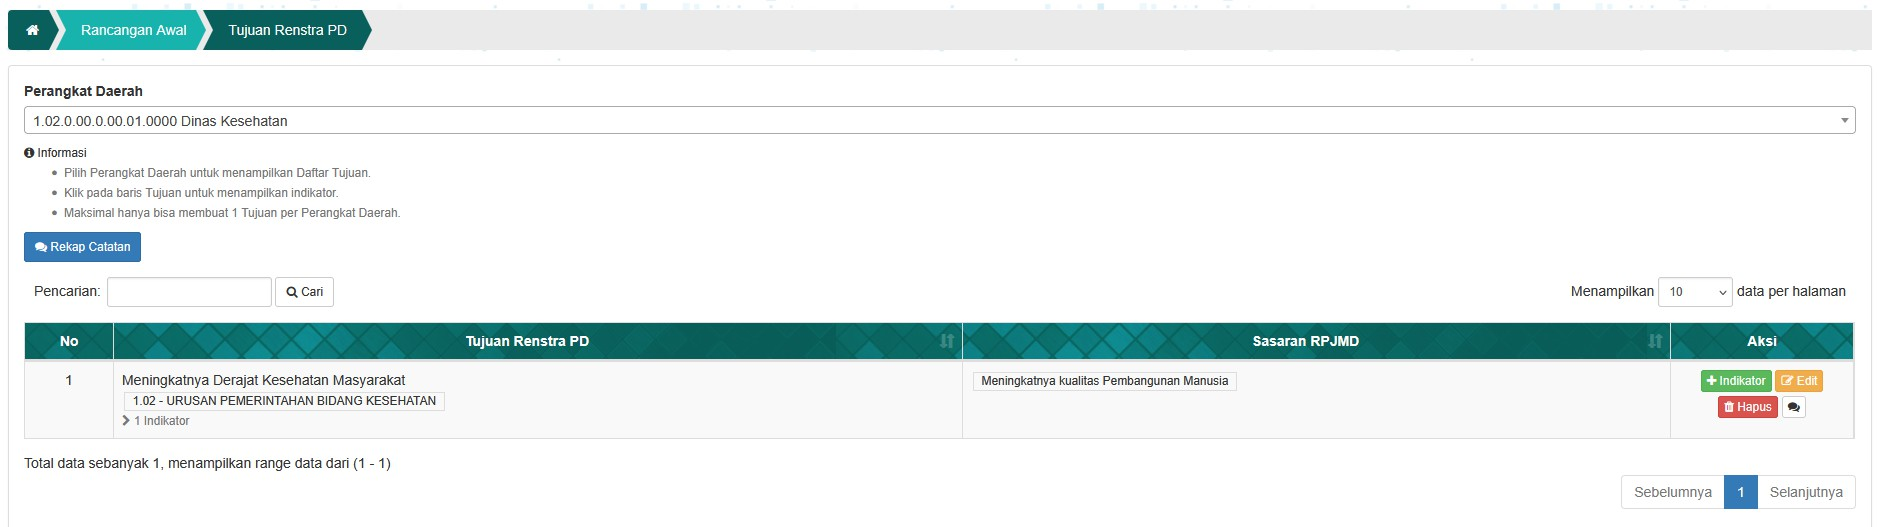 Rancangan Awal
Tujuan Renstra PD
Perangkat Daerah
1.02.0.00.0.00.01.0000 Dinas Kesehatan
Informasi
Pilih Perangkat Daerah untuk menampilkan Daftar Tujuan.
Klik pada baris Tujuan untuk menampilkan indikator.
Maksimal hanya bisa membuat 1 Tujuan per Perangkat Daerah.
Rekap Catatan
Pencarian: Cari Menampilkan 10 data per halaman
No Tujuan Renstra PD Sasaran RPJMD Aksi
1 Meningkatnya Derajat Kesehatan Masyarakat Meningkatnya kualitas Pembangunan Manusia Indikator Edit
1.02 - URUSAN PEMERINTAHAN BIDANG KESEHATAN Hapus
1 Indikator
Total data sebanyak 1, menampilkan range data dari (1 - 1)
Sebelumnya 1 Selanjutnya